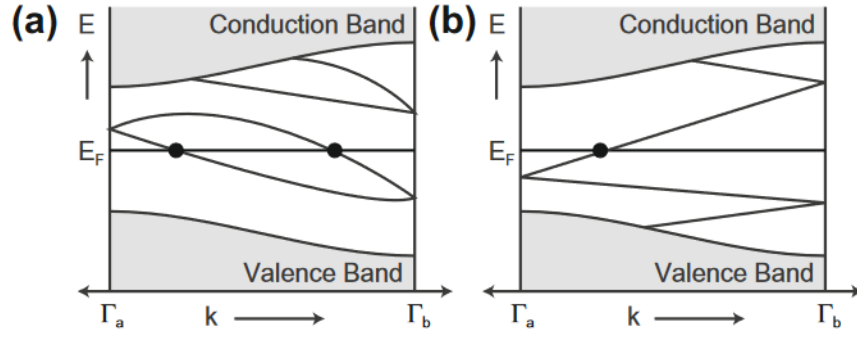 (a)
E
Conduction Band
E_F
Valence Band
Γ_a
k
Γ_b
(b)
E
Conduction Band
E_F
Valence Band
Γ_a
k
Γ_b